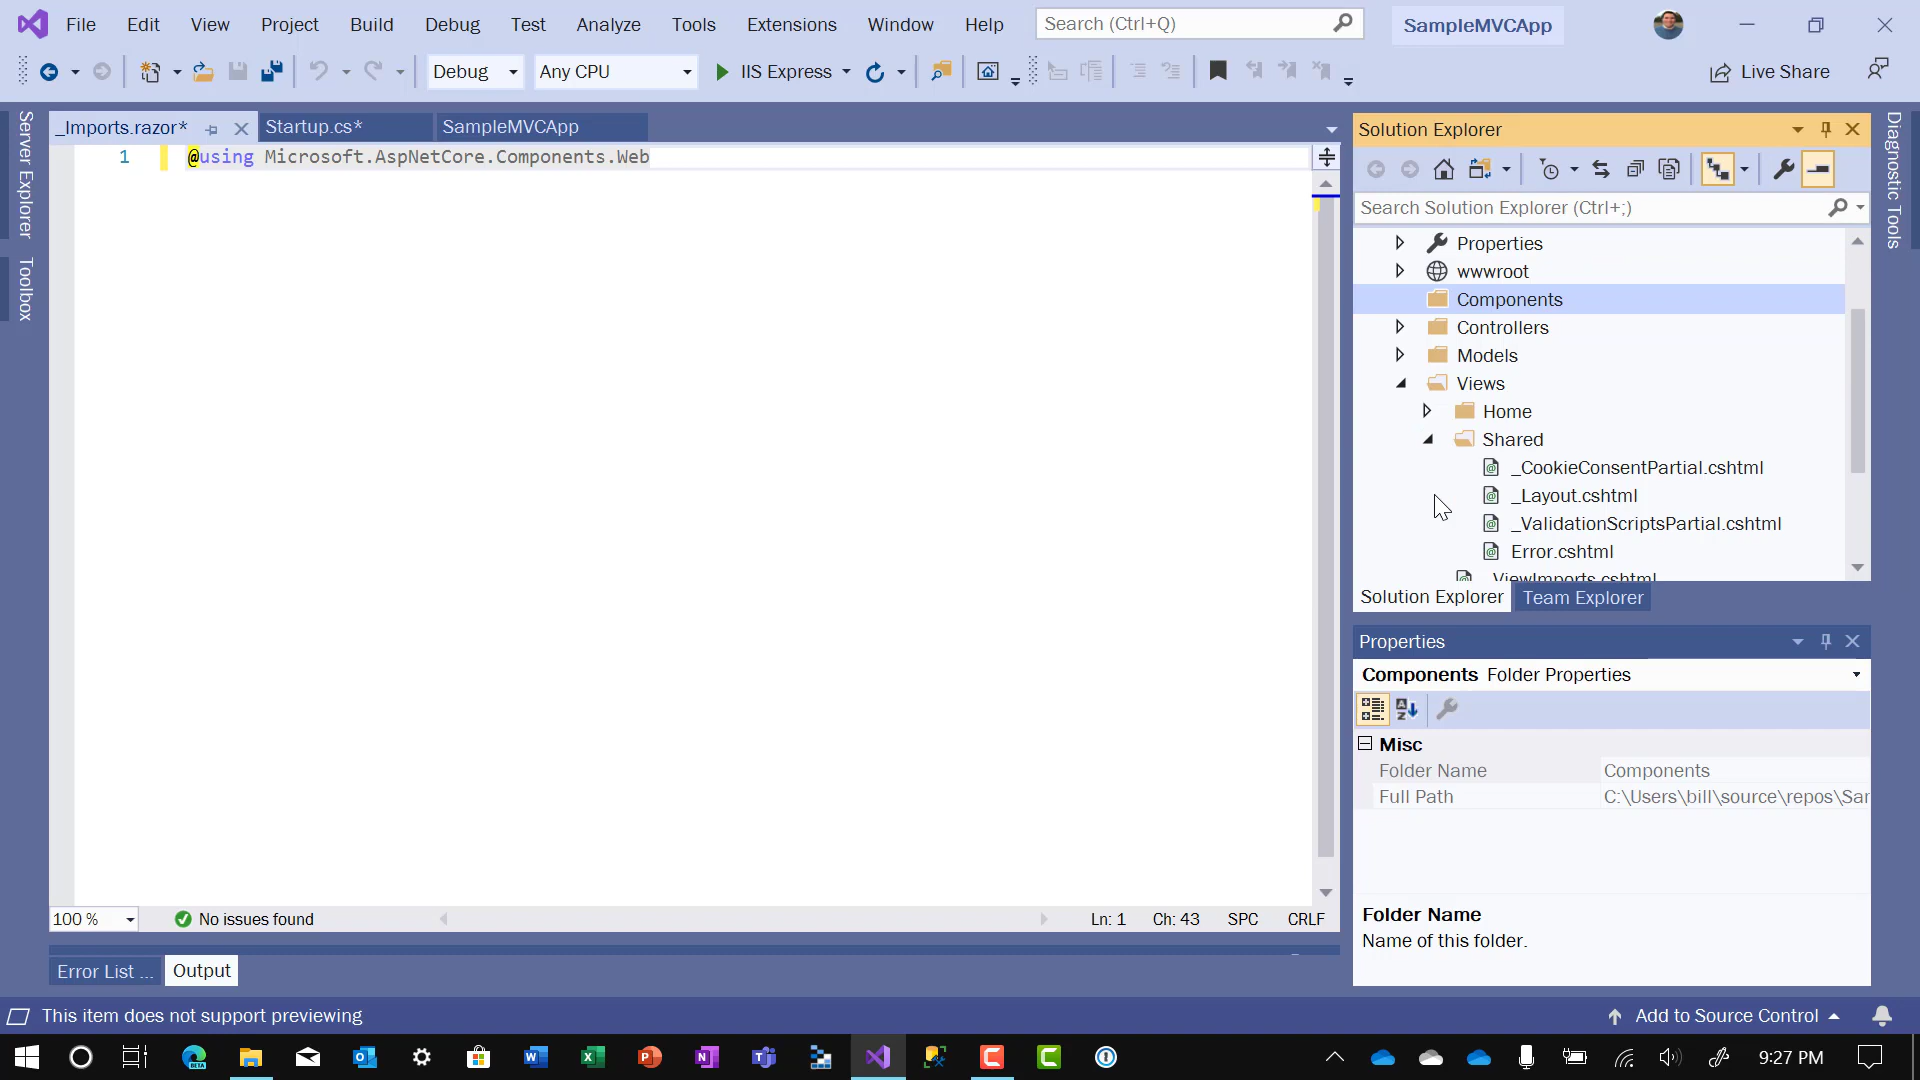 File Edit View Project Build Debug Test Analyze Tools Extensions Window Help Search (Ctrl+Q) SampleMVCApp
Debug Any CPU IIS Express Live Share
Server Explorer
Toolbox
_Imports.razor* Startup.cs* SampleMVCApp
1 @using Microsoft.AspNetCore.Components.Web
100 % No issues found Ln: 1 Ch: 43 SPC CRLF
Error List ... Output
Solution Explorer
Search Solution Explorer (Ctrl+;)
Properties
wwwroot
Components
Controllers
Models
Views
Home
Shared
_CookieConsentPartial.cshtml
_Layout.cshtml
_ValidationScriptsPartial.cshtml
Error.cshtml
_ViewImports.cshtml
Solution Explorer Team Explorer
Properties
Components Folder Properties
Misc
Folder Name Components
Full Path C:\Users\bill\source\repos\Sar
Folder Name
Name of this folder.
Diagnostic Tools
This item does not support previewing Add to Source Control
9:27 PM